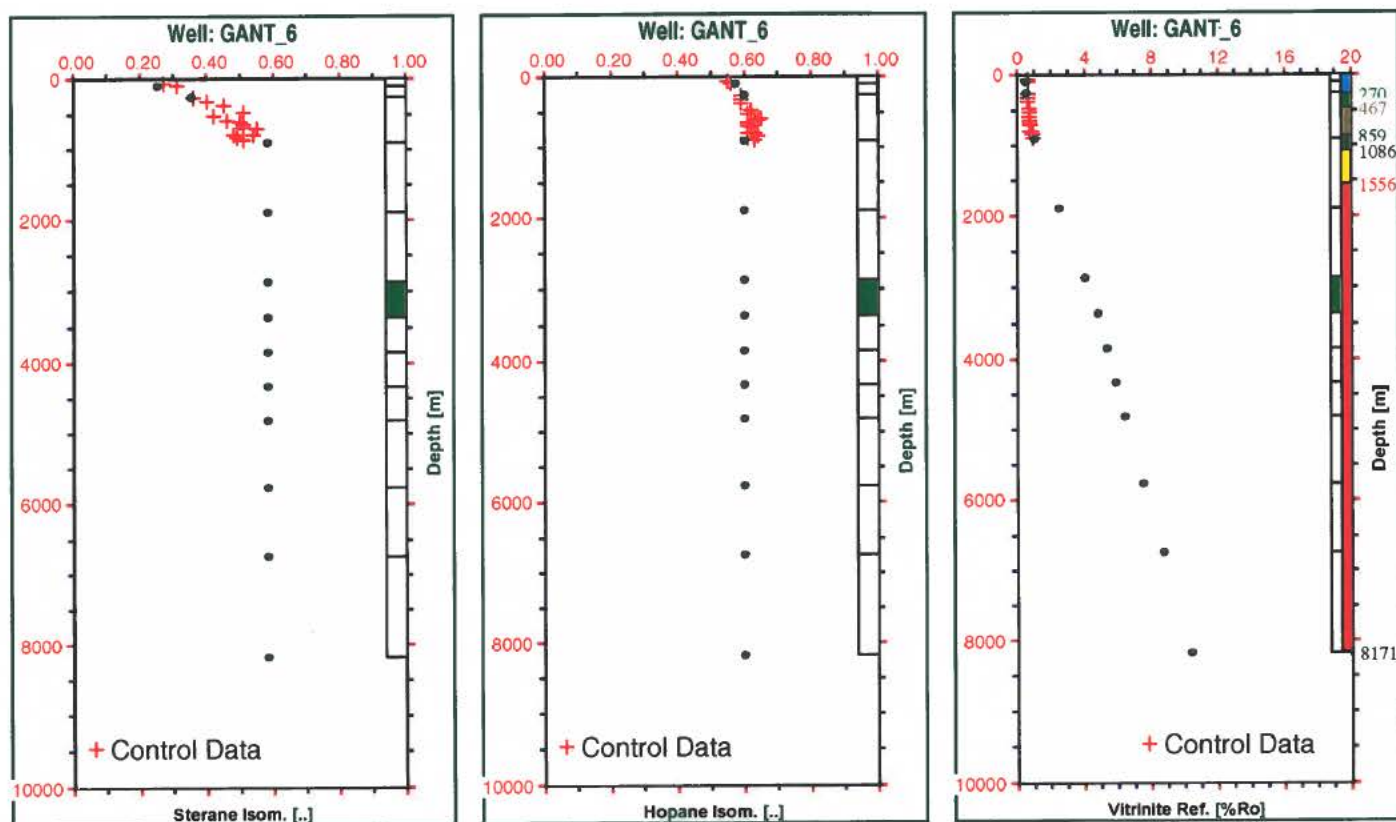 Well: GANT_6
0.00 0.20 0.40 0.60 0.80 1.00
0
2000
4000
6000
8000
10000
Depth [m]
+ Control Data
Sterane Isom. [..]
Well: GANT_6
0.00 0.20 0.40 0.60 0.80 1.00
0
2000
4000
6000
8000
10000
Depth [m]
+ Control Data
Hopane Isom. [..]
Well: GANT_6
0 4 8 12 16 20
0
2000
4000
6000
8000
10000
270
467
859
1086
1556
8171
Depth [m]
+ Control Data
Vitrinite Ref. [%Ro]